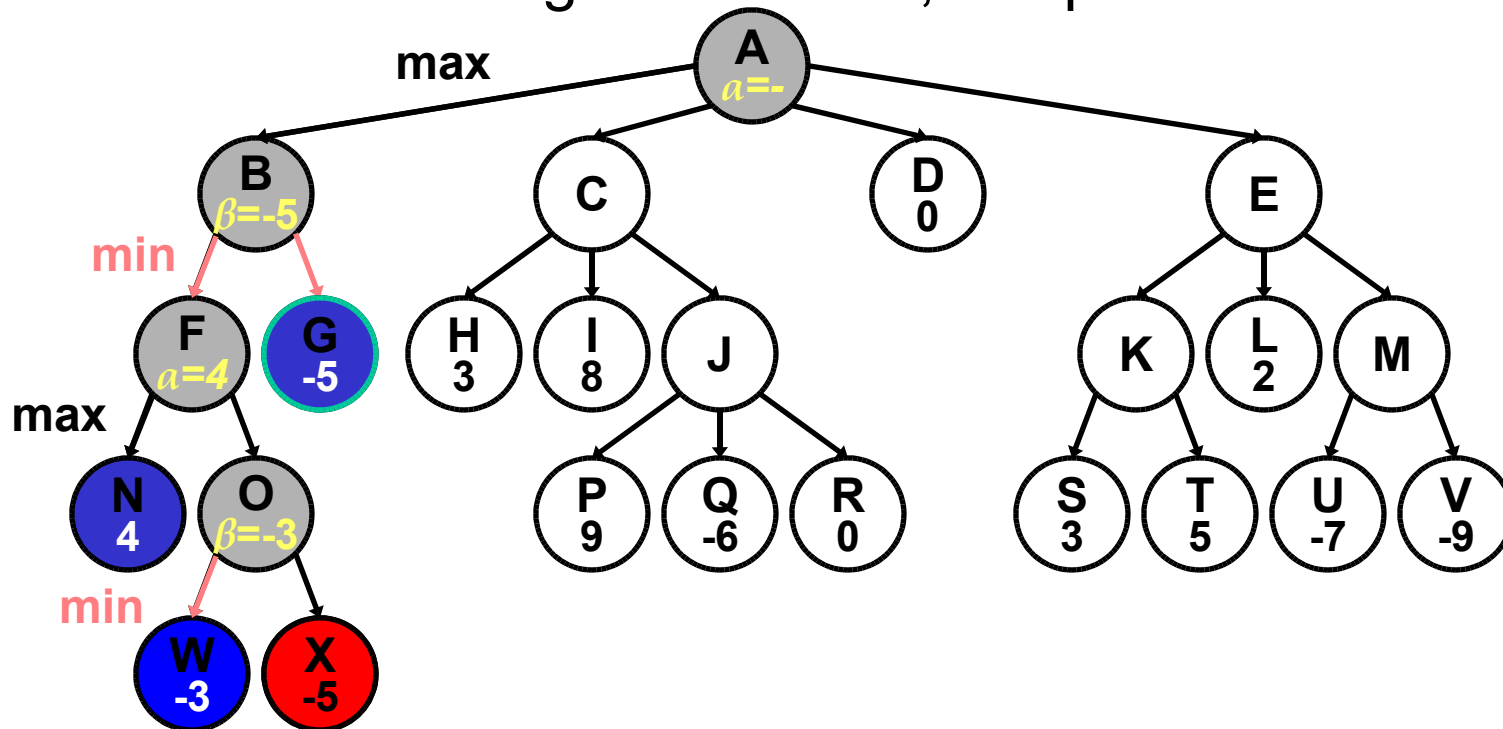 max
A
α=-
B
β=-5
C
D
0
E
min
F
α=4
G
-5
H
3
I
8
J
K
L
2
M
max
N
4
O
β=-3
P
9
Q
-6
R
0
S
3
T
5
U
-7
V
-9
min
W
-3
X
-5